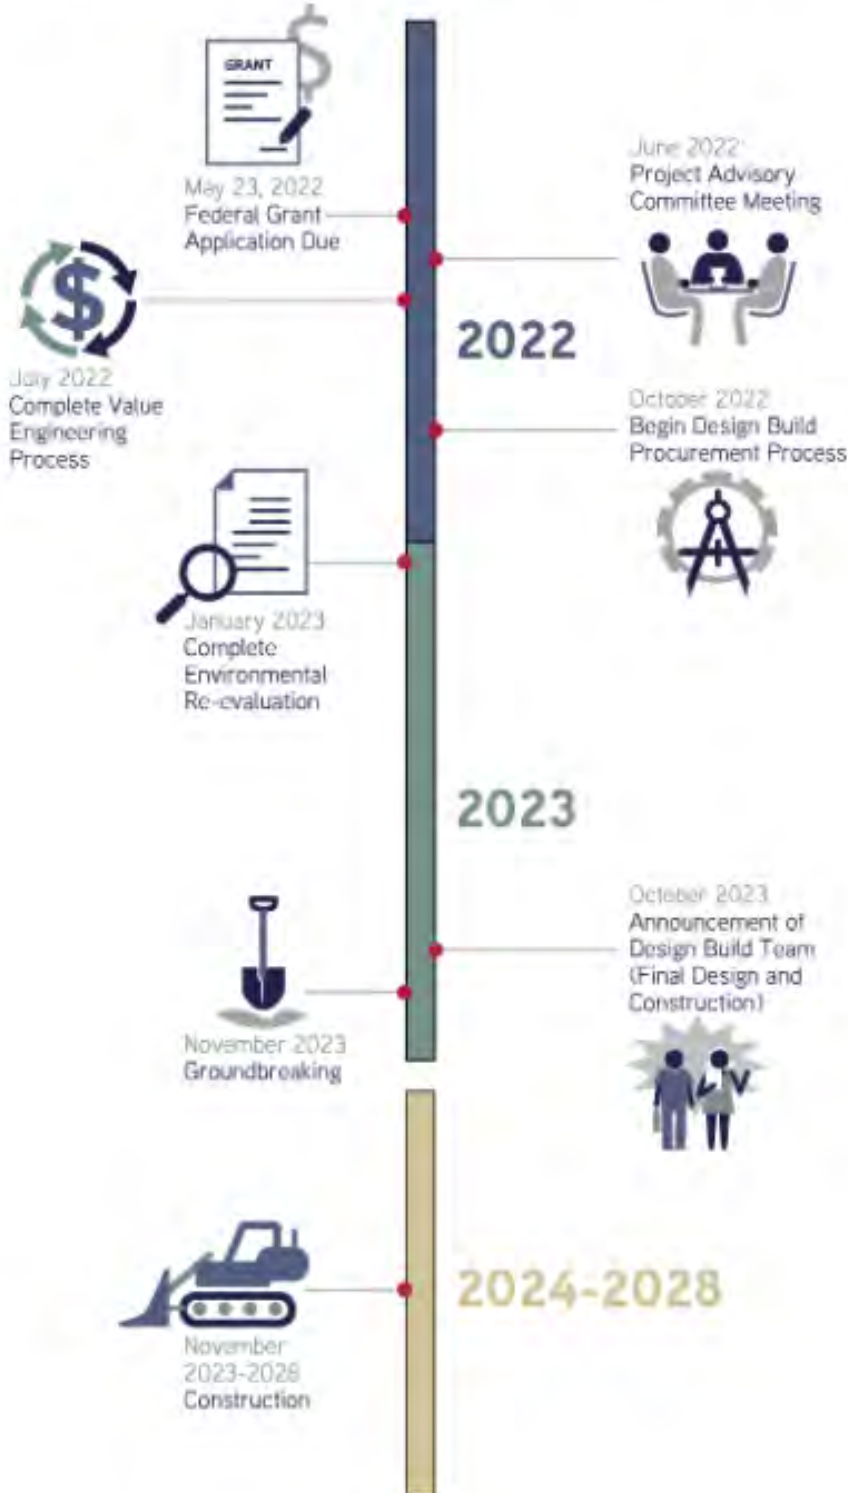 GRANT
May 23, 2022
Federal Grant
Application Due
June 2022
Project Advisory
Committee Meeting
2022
July 2022
Complete Value
Engineering
Process
October 2022
Begin Design Build
Procurement Process
January 2023
Complete
Environmental
Re-evaluation
2023
October 2023
Announcement of
Design Build Team
(Final Design and
Construction)
November 2023
Groundbreaking
2024-2028
November
2023-2028
Construction